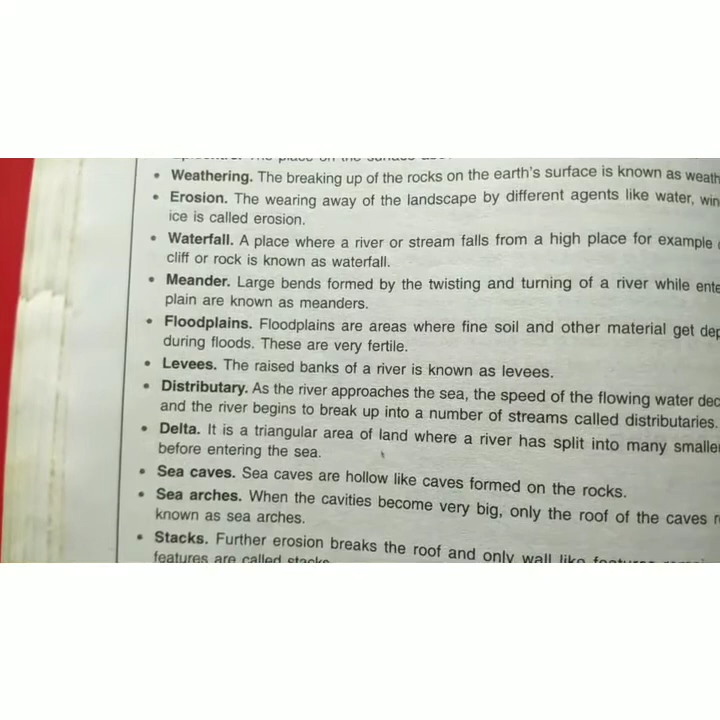 • Weathering. The breaking up of the rocks on the earth's surface is known as
• Erosion. The wearing away of the landscape by different agents like water,
ice is called erosion.
• Waterfall. A place where a river or stream falls from a high place for example
cliff or rock is known as waterfall.
• Meander. Large bends formed by the twisting and turning of a river while
plain are known as meanders.
• Floodplains. Floodplains are areas where fine soil and other material get
during floods. These are very fertile.
• Levees. The raised banks of a river is known as levees.
• Distributary. As the river approaches the sea, the speed of the flowing water
and the river begins to break up into a number of streams called distributaries.
• Delta. It is a triangular area of land where a river has split into many
before entering the sea.
• Sea caves. Sea caves are hollow like caves formed on the rocks.
• Sea arches. When the cavities become very big, only the roof of the caves
known as sea arches.
• Stacks. Further erosion breaks the roof and only wall like
features are called stacks